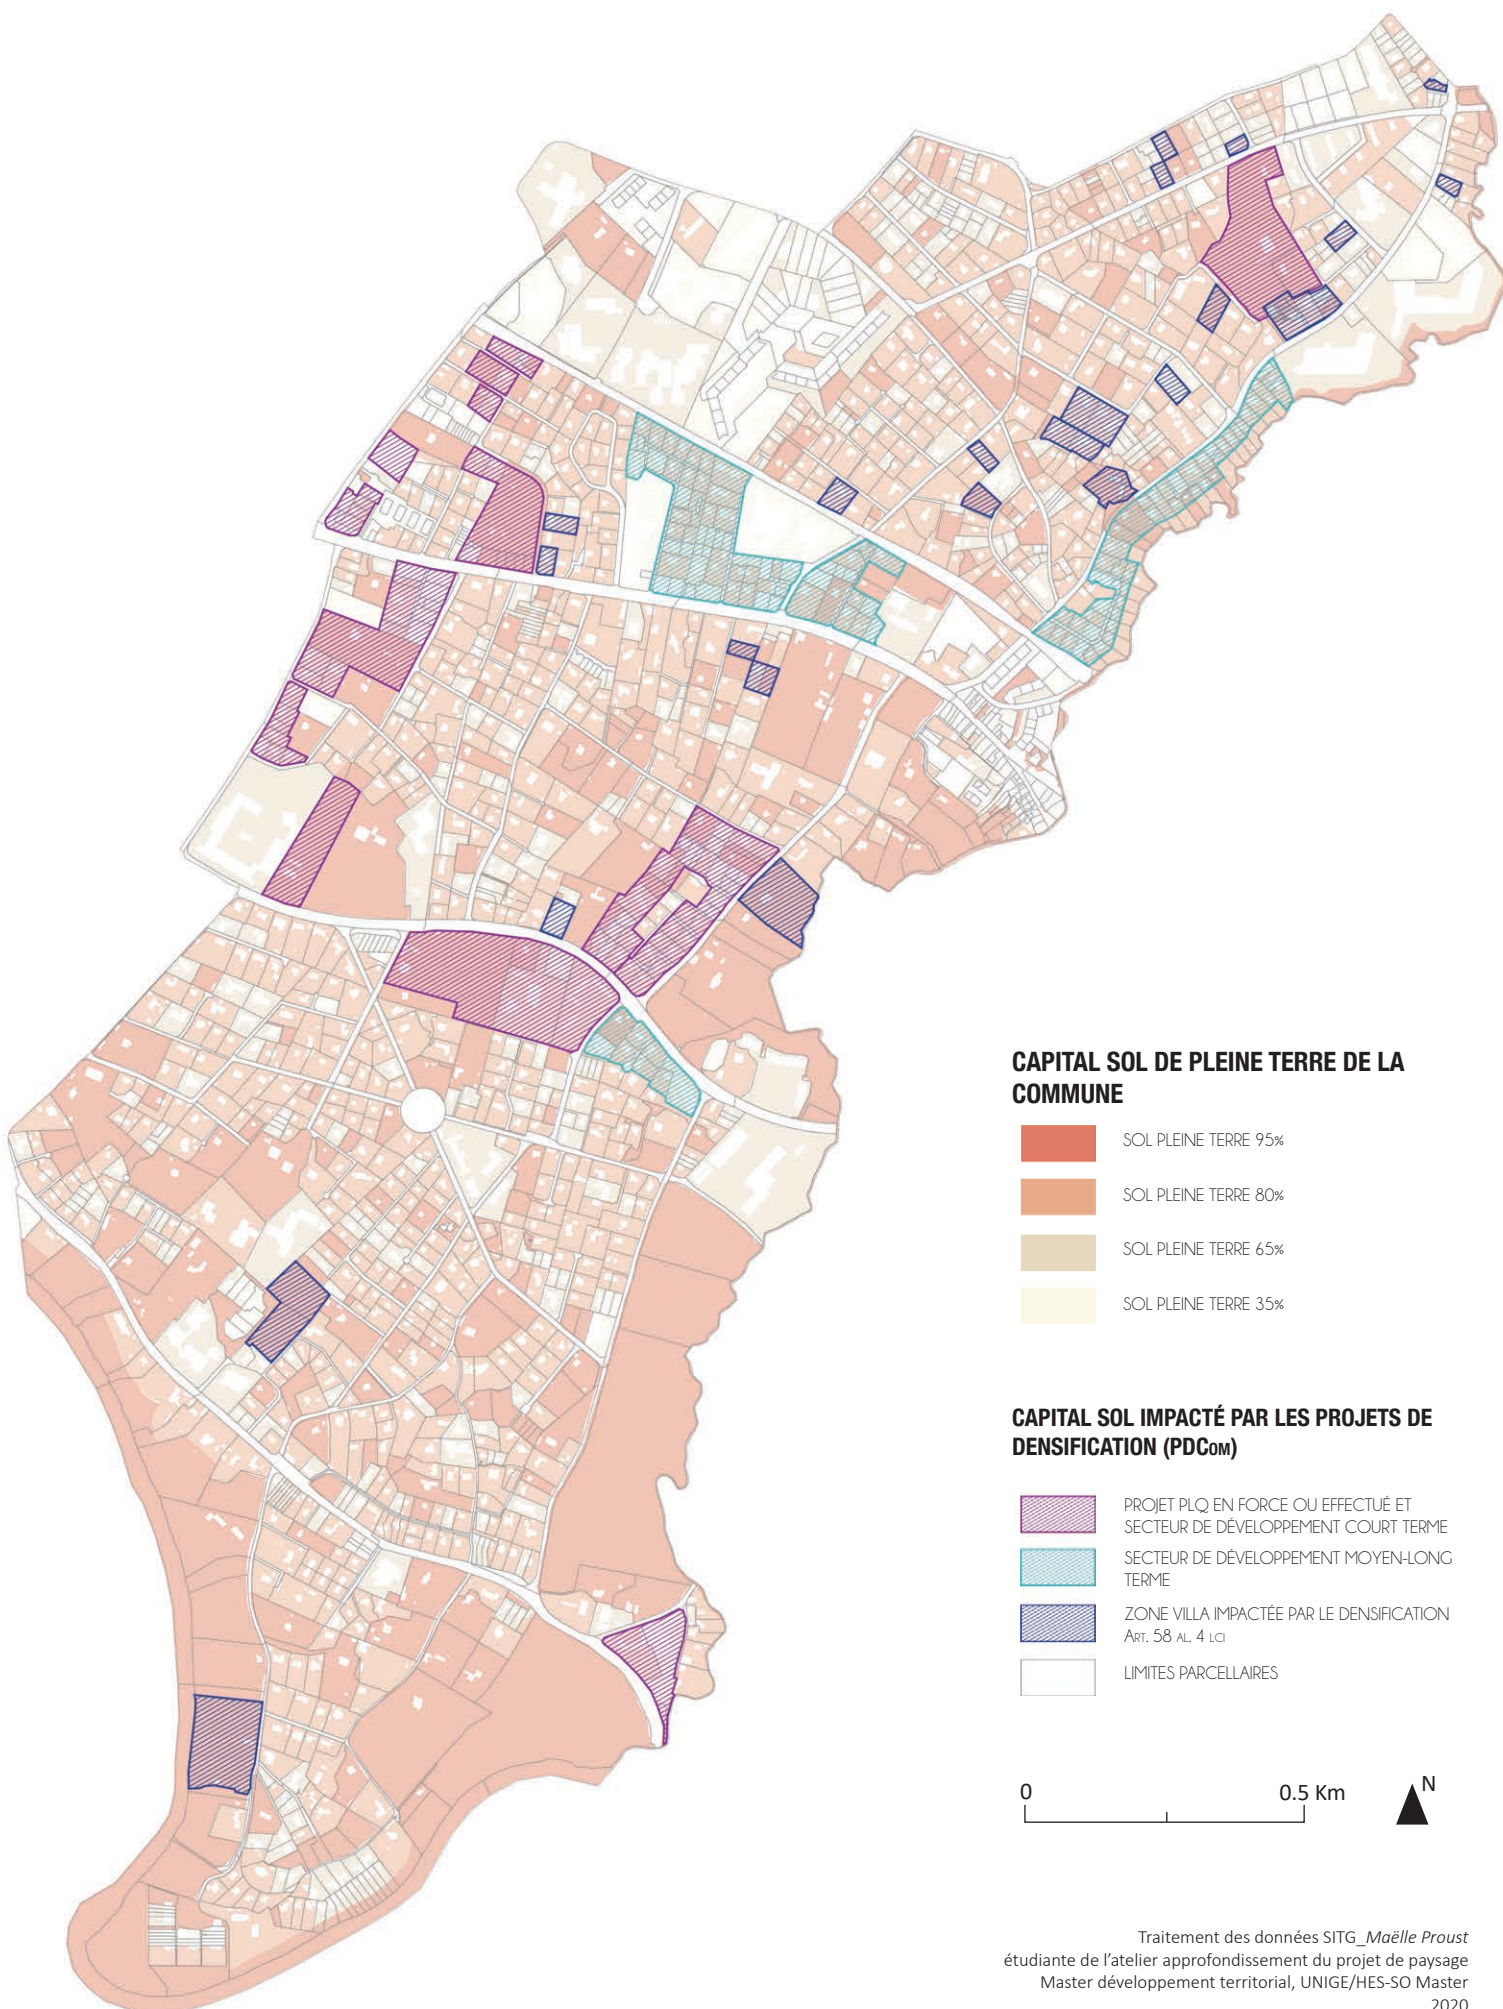 CAPITAL SOL DE PLEINE TERRE DE LA
COMMUNE
SOL PLEINE TERRE 95%
SOL PLEINE TERRE 80%
SOL PLEINE TERRE 65%
SOL PLEINE TERRE 35%
CAPITAL SOL IMPACTÉ PAR LES PROJETS DE
DENSIFICATION (PDCOM)
PROJET PLQ EN FORCE OU EFFECTUÉ ET
SECTEUR DE DÉVELOPPEMENT COURT TERME
SECTEUR DE DÉVELOPPEMENT MOYEN-LONG
TERME
ZONE VILLA IMPACTÉE PAR LE DENSIFICATION
ART. 58 AL. 4 LCI
LIMITES PARCELLAIRES
0 0.5 Km N
Traitement des données SITG_Maëlle Proust
étudiante de l'atelier approfondissement du projet de paysage
Master développement territorial, UNIGE/HES-SO Master
2020